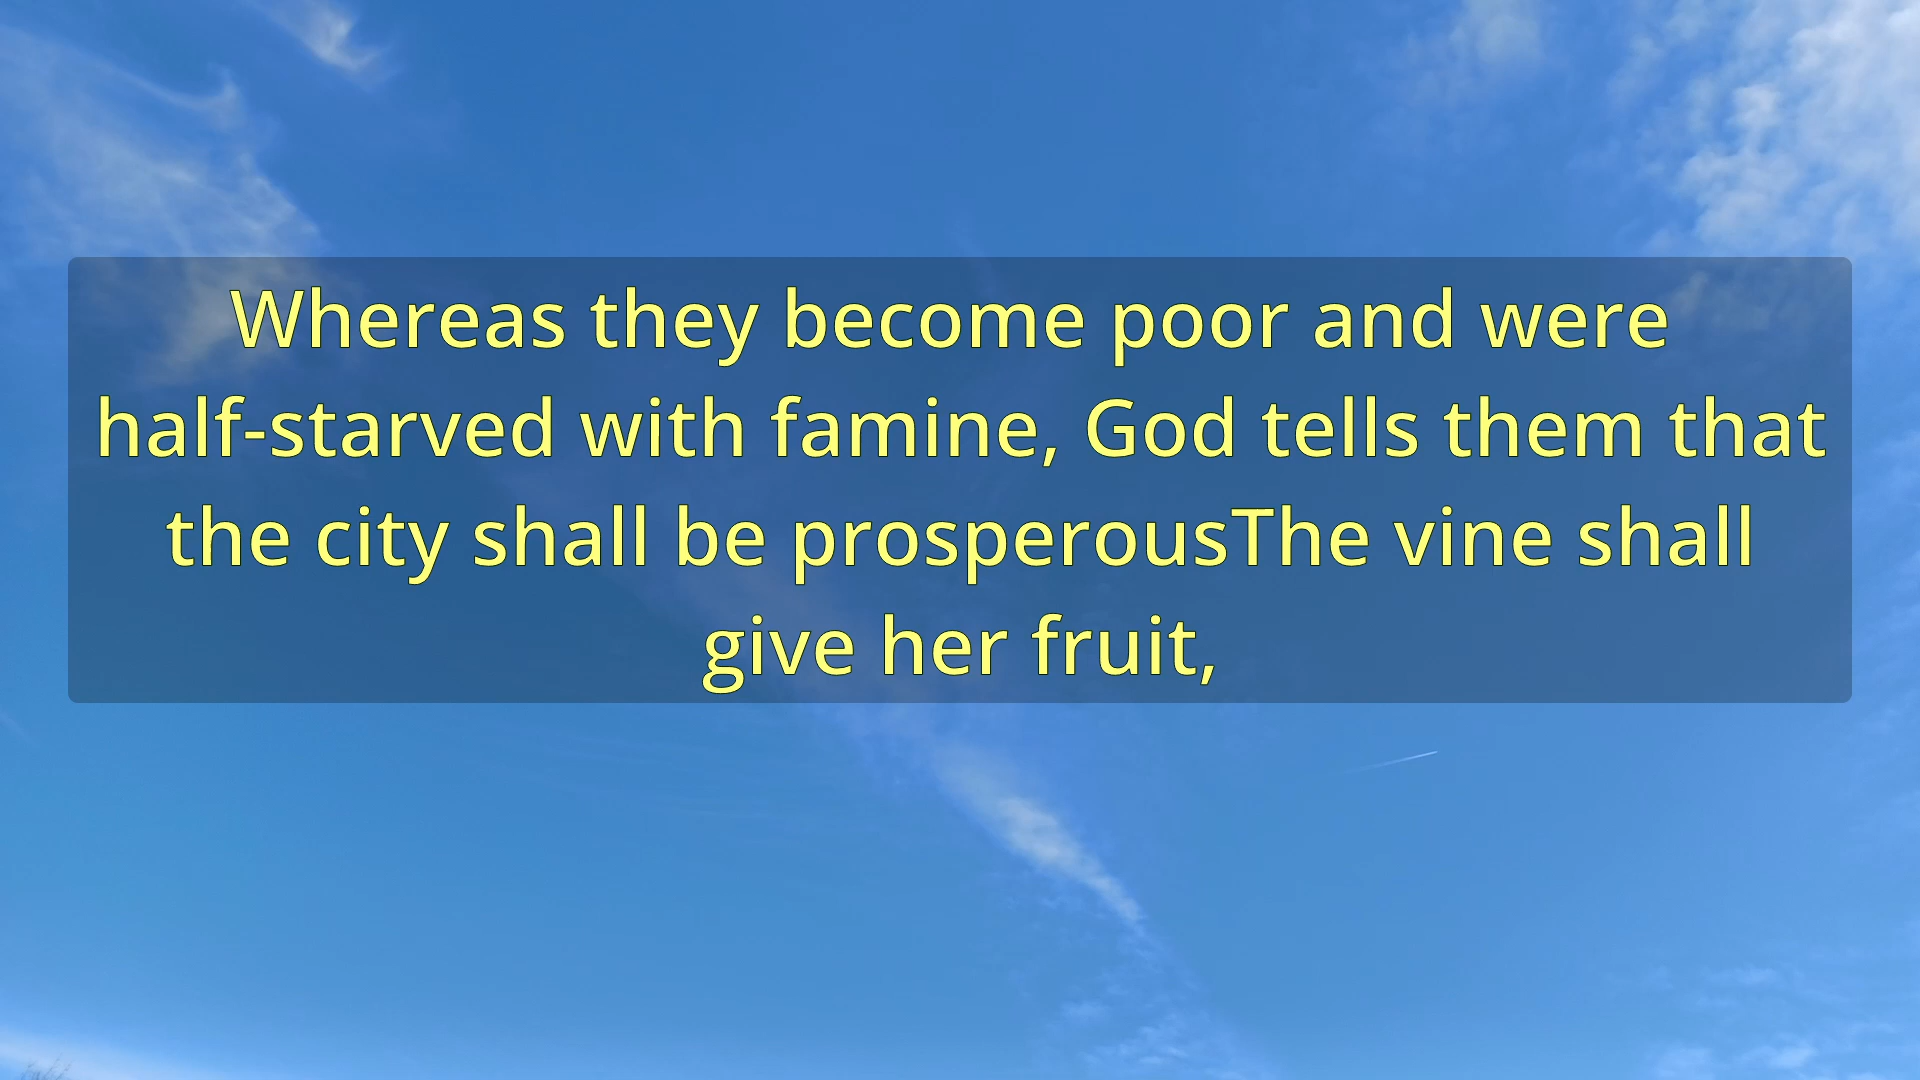 Whereas they become poor and were
half-starved with famine, God tells them that
the city shall be prosperousThe vine shall
give her fruit,